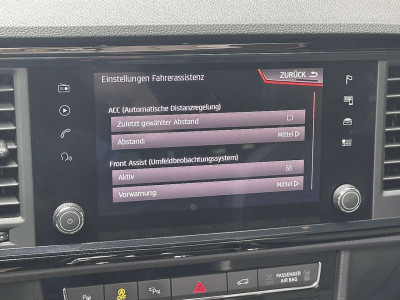 Einstellungen Fahrerassistenz
ZURÜCK
ACC (Automatische Distanzregelung)
Zuletzt gewählter Abstand
Abstand:
Mittel
Front Assist (Umfeldbeobachtungssystem)
Aktiv
Vorwarnung:
Mittel
PASSENGER
AIR BAG